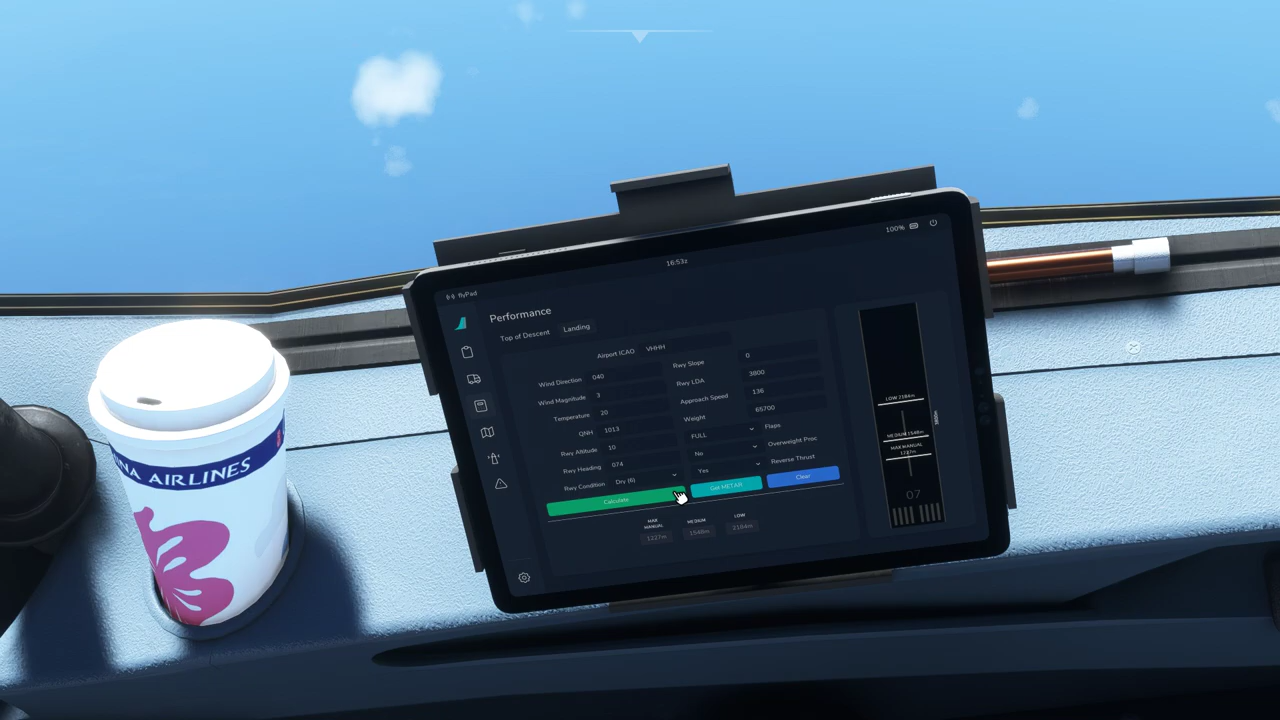 16:53z
100%
flyPad
Performance
Top of Descent Landing
Airport ICAO VHHH
Wind Direction 040
Rwy Slope 0
Wind Magnitude 3
Rwy LDA 3800
Temperature 20
Approach Speed 136
QNH 1013
Weight 65700
Rwy Altitude 10
FULL Flaps
Rwy Heading 074
No Overweight Proc
Rwy Condition Dry (6)
Yes Reverse Thrust
Calculate Get METAR Clear
MAX MANUAL MEDIUM LOW
1227m 1548m 2184m
LOW 2184m
MEDIUM 1548m
MAX MANUAL
1227m
07
NA AIRLINES